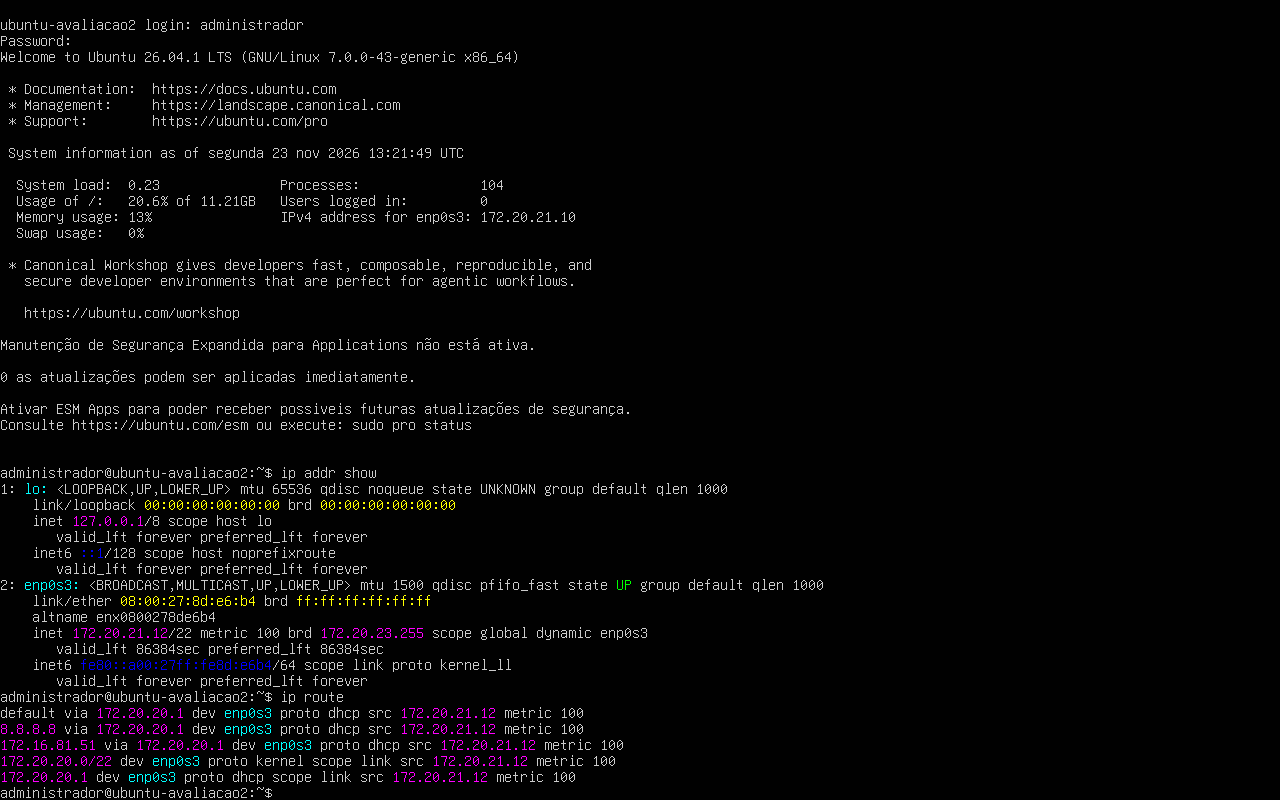 ubuntu-avaliacao2 login: administrador
Password:
Welcome to Ubuntu 26.04.1 LTS (GNU/Linux 7.0.0-43-generic x86_64)
* Documentation:  https://docs.ubuntu.com
* Management:     https://landscape.canonical.com
* Support:        https://ubuntu.com/pro
System information as of segunda 23 nov 2026 13:21:49 UTC
System load:  0.23               Processes:               104
Usage of /:   20.6% of 11.21GB   Users logged in:         0
Memory usage: 13%                IPv4 address for enp0s3: 172.20.21.10
Swap usage:   0%
* Canonical Workshop gives developers fast, composable, reproducible, and
secure developer environments that are perfect for agentic workflows.
https://ubuntu.com/workshop
Manutenção de Segurança Expandida para Applications não está ativa.
0 as atualizações podem ser aplicadas imediatamente.
Ativar ESM Apps para poder receber possiveis futuras atualizações de segurança.
Consulte https://ubuntu.com/esm ou execute: sudo pro status
administrador@ubuntu-avaliacao2:~$ ip addr show
1: lo: <LOOPBACK,UP,LOWER_UP> mtu 65536 qdisc noqueue state UNKNOWN group default qlen 1000
link/loopback 00:00:00:00:00:00 brd 00:00:00:00:00:00
inet 127.0.0.1/8 scope host lo
valid_lft forever preferred_lft forever
inet6 ::1/128 scope host noprefixroute
valid_lft forever preferred_lft forever
2: enp0s3: <BROADCAST,MULTICAST,UP,LOWER_UP> mtu 1500 qdisc pfifo_fast state UP group default qlen 1000
link/ether 08:00:27:8d:e6:b4 brd ff:ff:ff:ff:ff:ff
altname enx0800278de6b4
inet 172.20.21.12/22 metric 100 brd 172.20.23.255 scope global dynamic enp0s3
valid_lft 86384sec preferred_lft 86384sec
inet6 fe80::a00:27ff:fe8d:e6b4/64 scope link proto kernel_ll
valid_lft forever preferred_lft forever
administrador@ubuntu-avaliacao2:~$ ip route
default via 172.20.20.1 dev enp0s3 proto dhcp src 172.20.21.12 metric 100
8.8.8.8 via 172.20.20.1 dev enp0s3 proto dhcp src 172.20.21.12 metric 100
172.16.81.51 via 172.20.20.1 dev enp0s3 proto dhcp src 172.20.21.12 metric 100
172.20.20.0/22 dev enp0s3 proto kernel scope link src 172.20.21.12 metric 100
172.20.20.1 dev enp0s3 proto dhcp scope link src 172.20.21.12 metric 100
administrador@ubuntu-avaliacao2:~$